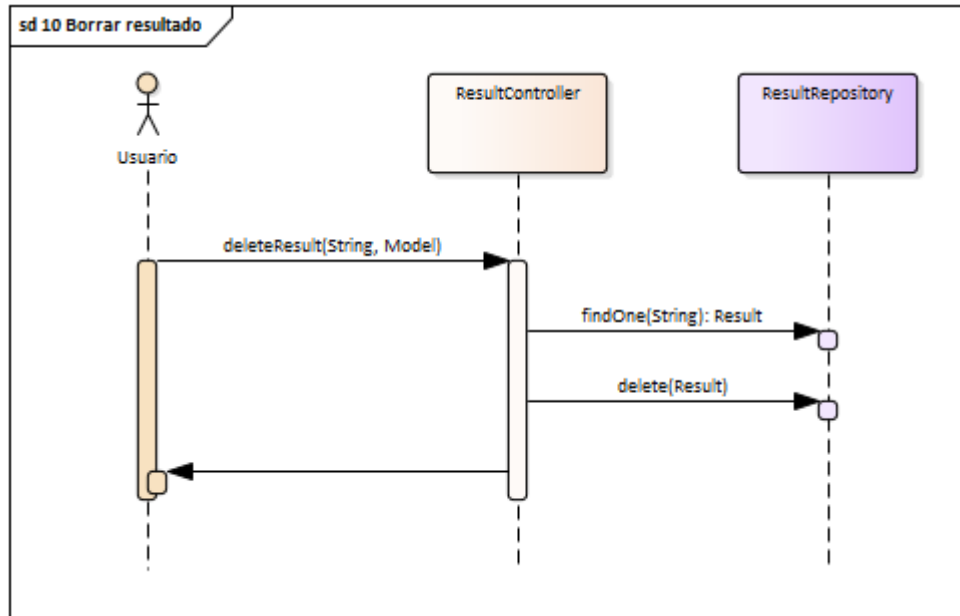 sd 10 Borrar resultado
Usuario
ResultController
ResultRepository
deleteResult(String, Model)
findOne(String): Result
delete(Result)